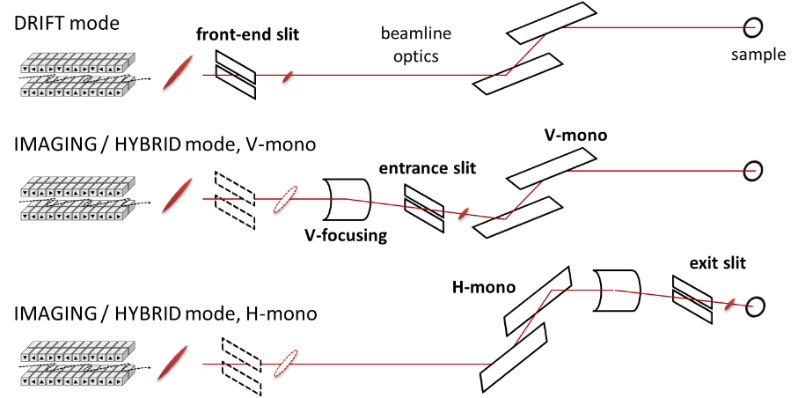 DRIFT mode
front-end slit
beamline
optics
sample
IMAGING / HYBRID mode, V-mono
V-mono
entrance slit
V-focusing
exit slit
H-mono
IMAGING / HYBRID mode, H-mono